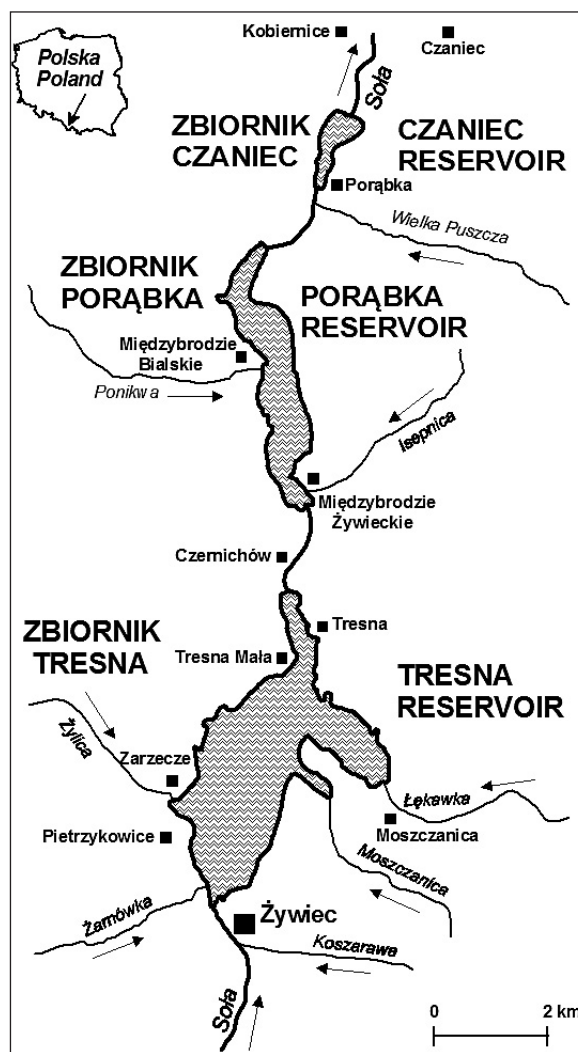 Kobiernice
Czaniec
Polska
Poland
Soła
ZBIORNIK
CZANIEC
CZANIEC
RESERVOIR
Porąbka
Wielka Puszcza
ZBIORNIK
PORĄBKA
PORĄBKA
RESERVOIR
Międzybrodzie
Bialskie
Ponikwa
Isepnica
Międzybrodzie
Żywieckie
Czernichów
ZBIORNIK
TRESNA
Tresna
Tresna Mała
TRESNA
RESERVOIR
Żylica
Zarzecze
Łękawka
Pietrzykowice
Moszczanica
Moszczanica
Żarnówka
Żywiec
Koszarawa
Soła
0 2 km